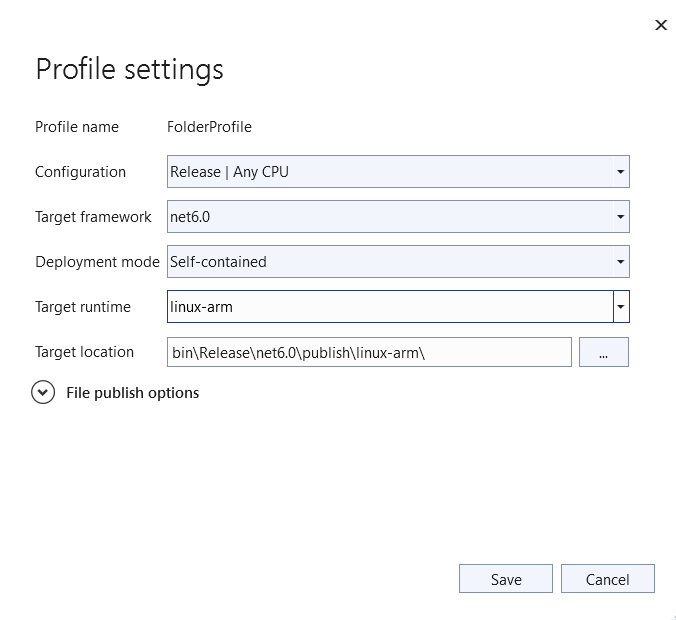 Profile settings
Profile name FolderProfile
Configuration Release | Any CPU
Target framework net6.0
Deployment mode Self-contained
Target runtime linux-arm
Target location bin\Release\net6.0\publish\linux-arm\ ...
File publish options
Save Cancel